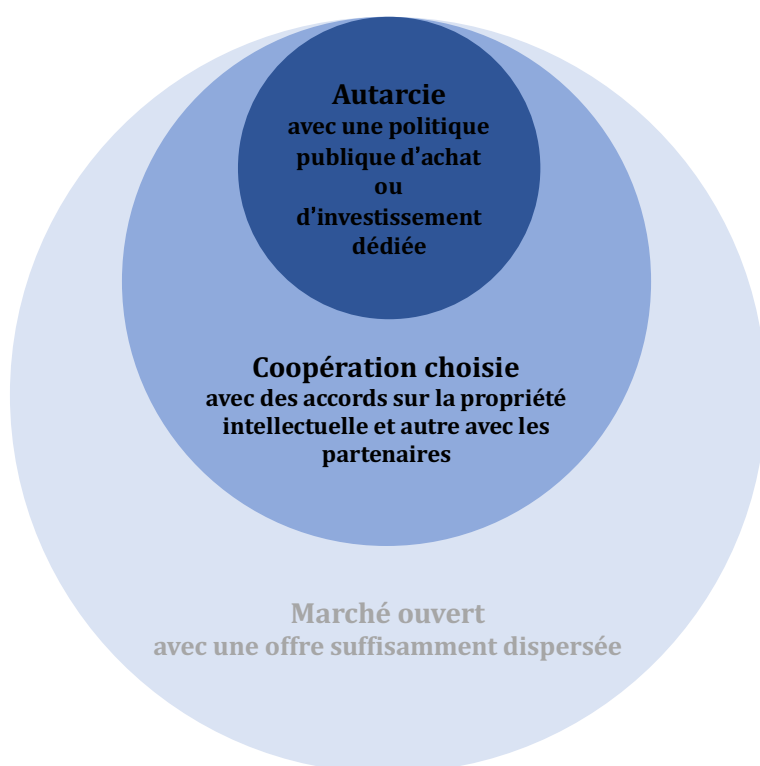 Autarcie
avec une politique
publique d’achat
ou
d’investissement
dédiée
Coopération choisie
avec des accords sur la propriété
intellectuelle et autre avec les
partenaires
Marché ouvert
avec une offre suffisamment dispersée